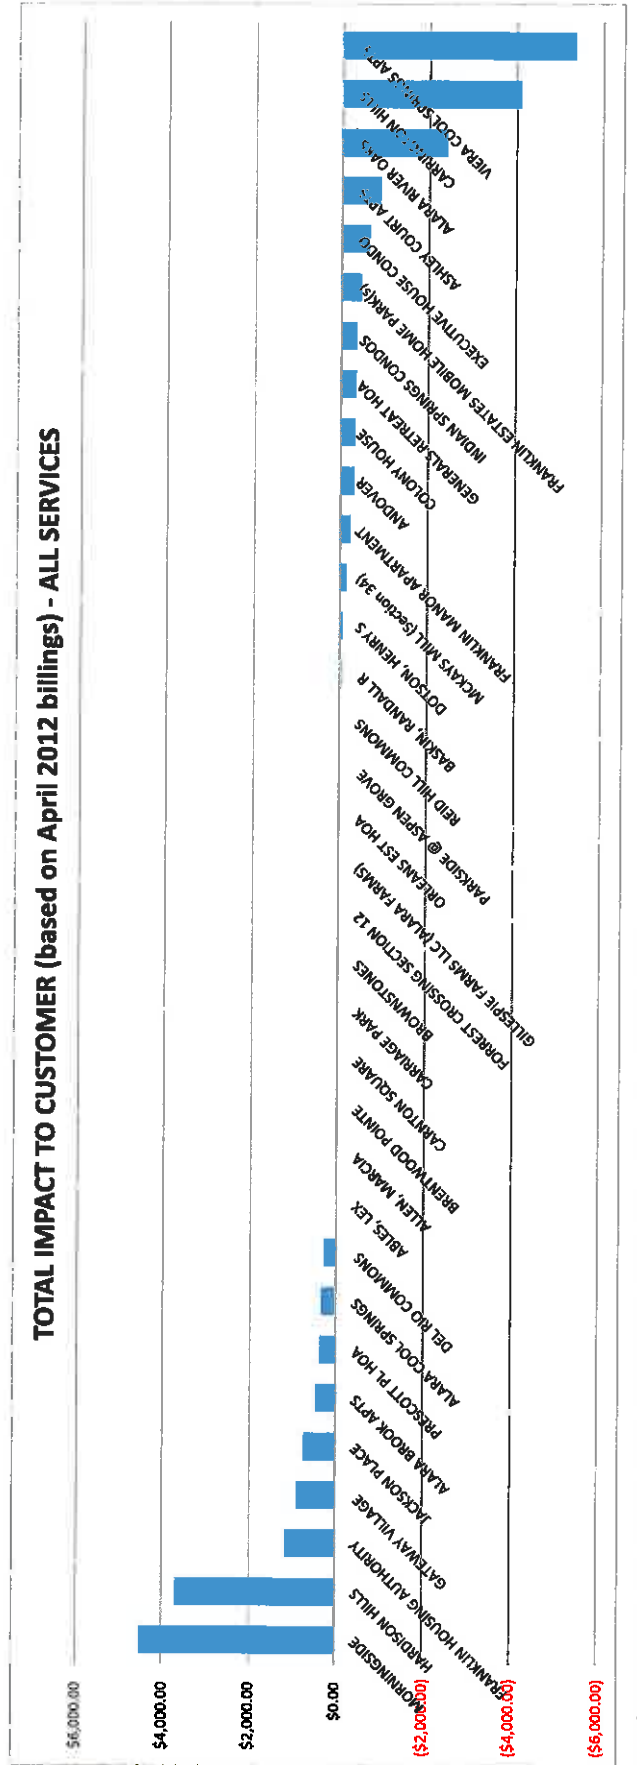 TOTAL IMPACT TO CUSTOMER (based on April 2012 billings) - ALL SERVICES
$6,000.00
$4,000.00
$2,000.00
$0.00
($2,000.00)
($4,000.00)
($6,000.00)
MORNINGSIDE
HARDISON HILLS
FRANKLIN HOUSING AUTHORITY
GATEWAY VILLAGE
JACKSON PLACE
ALARA BROOK APTS
PRESCOTT PL HOA
ALARA COOL SPRINGS
DEL RIO COMMONS
ABLES, LEX
ALLEN, MARCIA
BRENTWOOD POINTE
CARNTON SQUARE
CARRIAGE PARK
BROWNSTONES
FORREST CROSSING SECTION 12
GILLESPIE FARMS LLC (ALARA FARMS)
ORLEANS EST HOA
PARKSIDE @ ASPEN GROVE
REID HILL COMMONS
BASKIN, RANDALL R
DOTSON, HENRY S
MCKAYS MILL (Section 34)
FRANKLIN MANOR APARTMENT
ANDOVER
COLONY HOUSE
GENERALS RETREAT HOA
INDIAN SPRINGS CONDOS
FRANKLIN ESTATES MOBILE HOME PARK(S)
EXECUTIVE HOUSE CONDO
ASHLEY COURT APTS
ALARA RIVER OAKS
CARRINGTON HILLS
VIERA COOL SPRINGS APTS